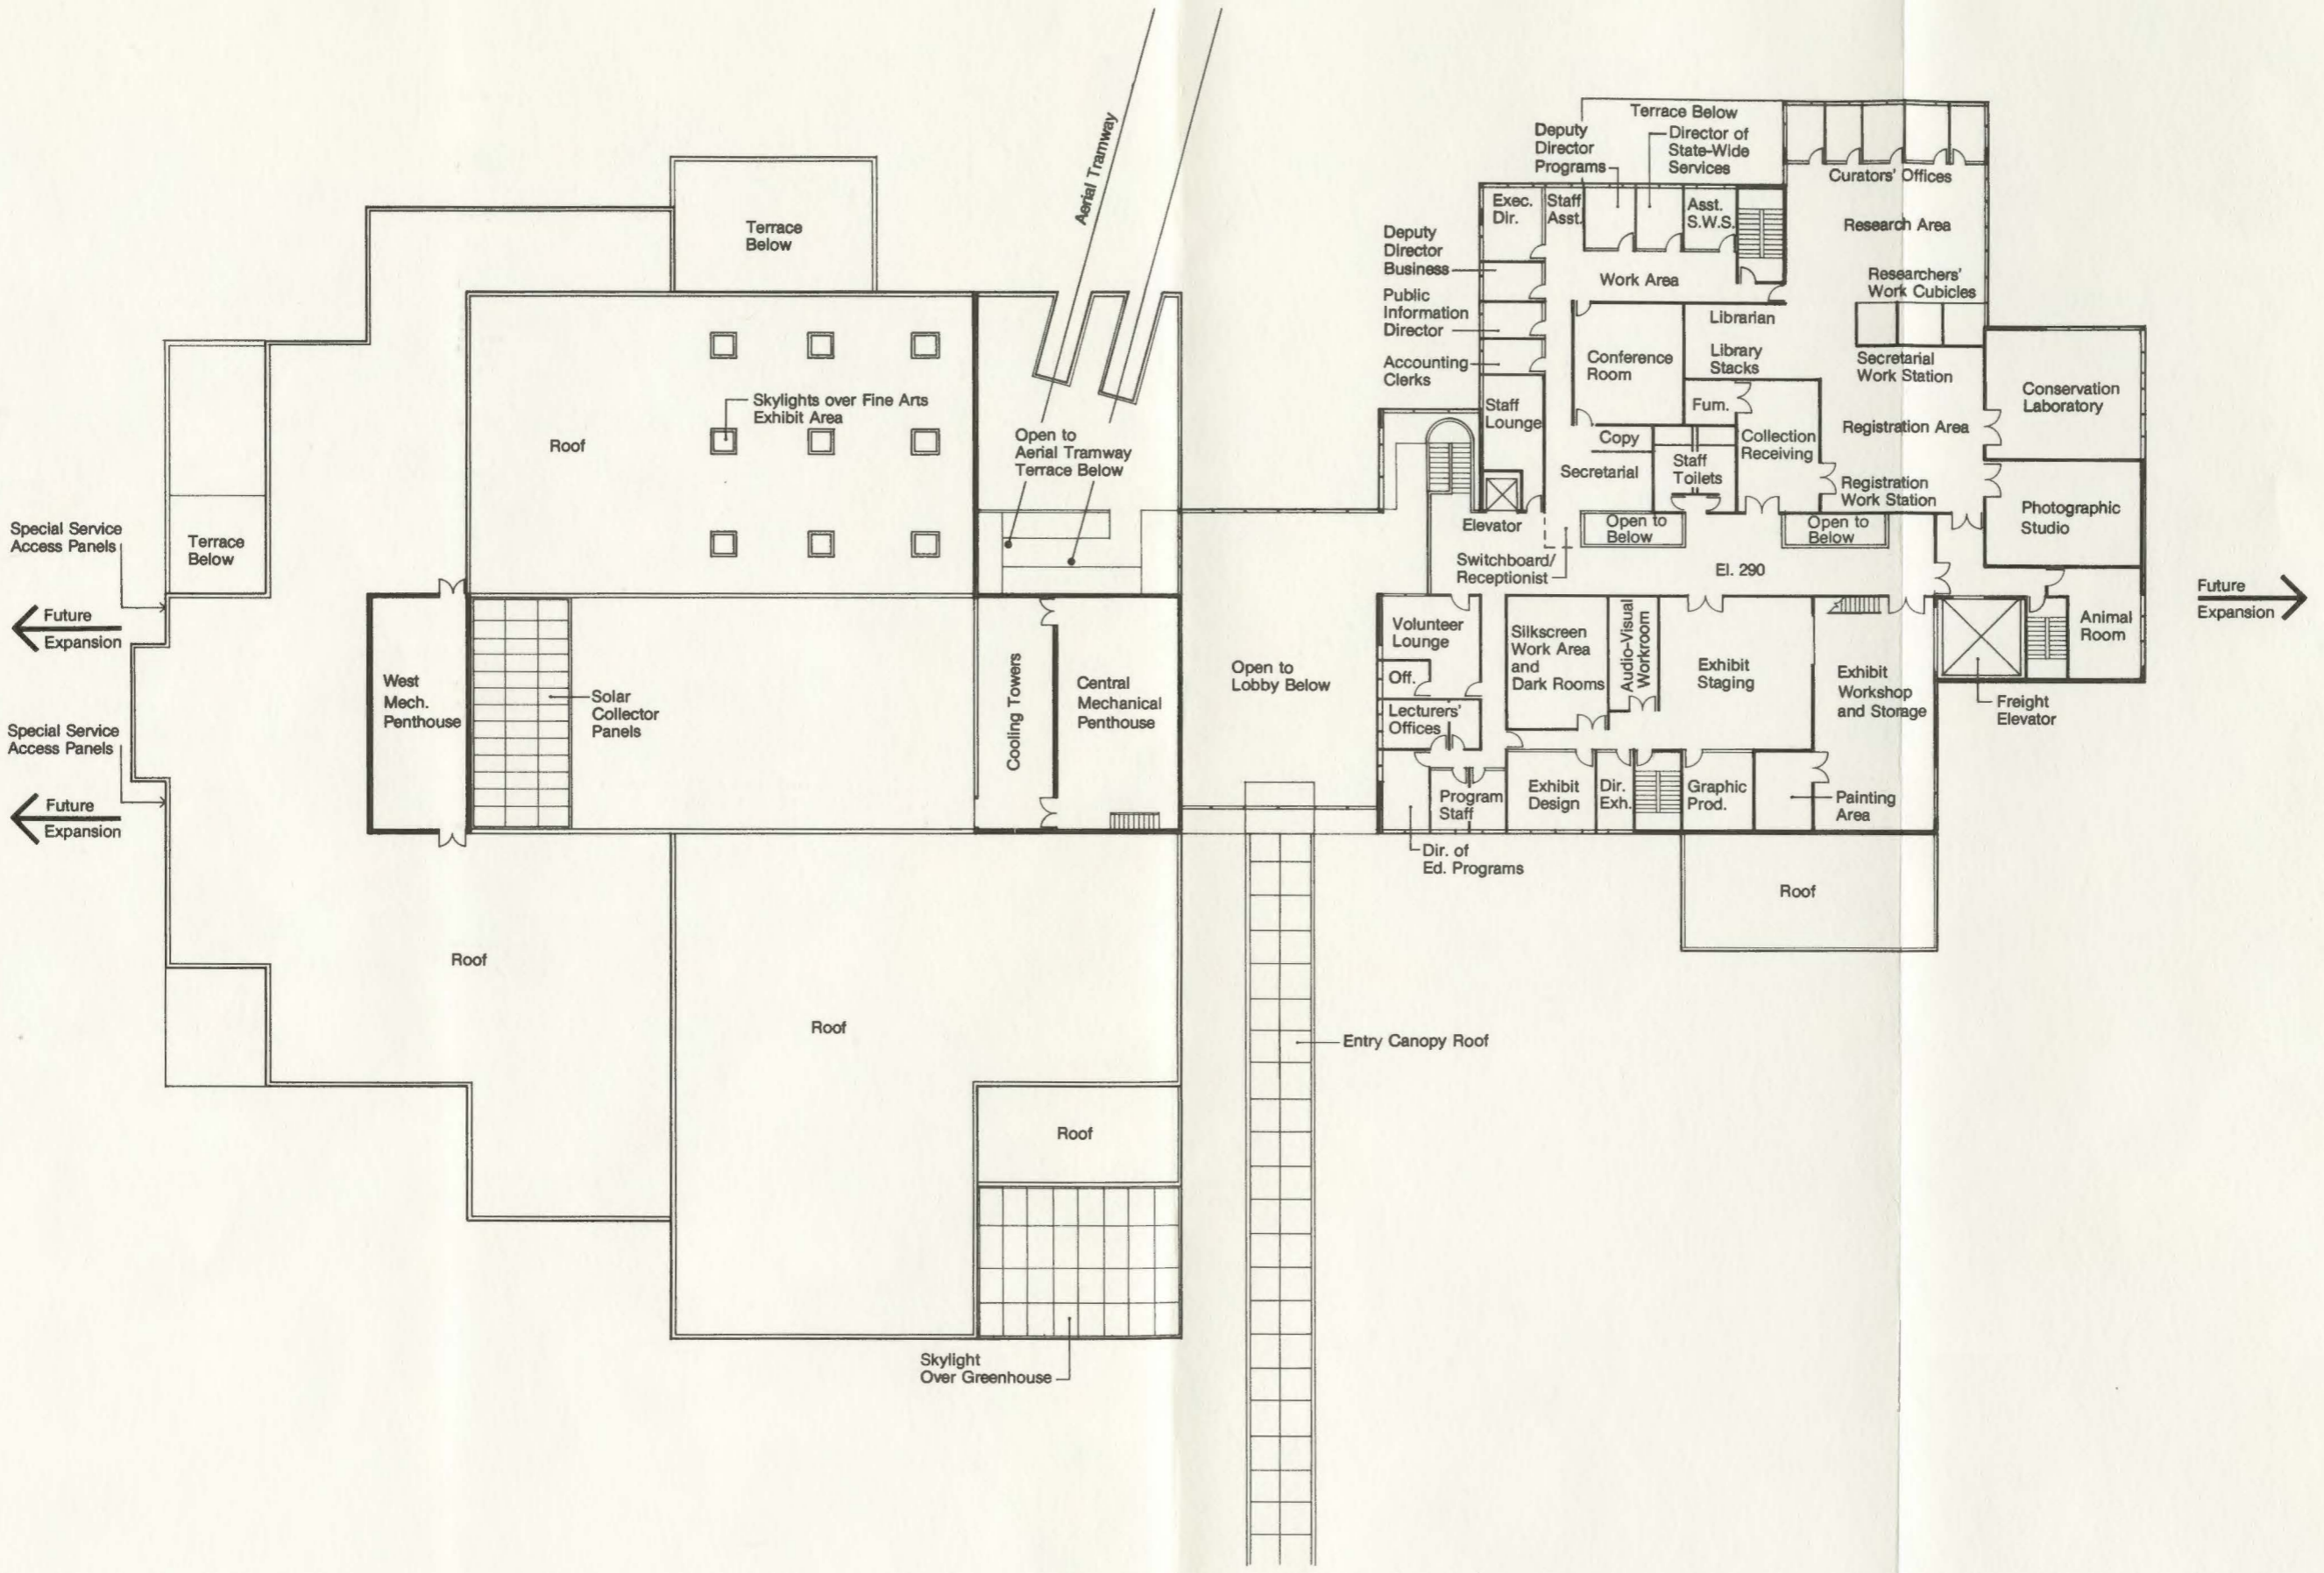 Aerial Tramway
Terrace
Below
Skylights over Fine Arts
Exhibit Area
Roof
Open to
Aerial Tramway
Terrace Below
Special Service
Access Panels
Terrace
Below
Future
Expansion
West
Mech.
Penthouse
Solar
Collector
Panels
Cooling Towers
Central
Mechanical
Penthouse
Special Service
Access Panels
Future
Expansion
Roof
Roof
Roof
Skylight
Over Greenhouse
Open to
Lobby Below
Entry Canopy Roof
Terrace Below
Deputy
Director
Programs
Director of
State-Wide
Services
Curators' Offices
Exec.
Dir.
Staff
Asst.
Asst.
S.W.S.
Research Area
Deputy
Director
Business
Work Area
Researchers'
Work Cubicles
Public
Information
Director
Librarian
Library
Stacks
Conference
Room
Secretarial
Work Station
Accounting
Clerks
Conservation
Laboratory
Staff
Lounge
Fum.
Registration Area
Copy
Collection
Receiving
Secretarial
Staff
Toilets
Registration
Work Station
Photographic
Studio
Elevator
Open to
Below
Open to
Below
Switchboard/
Receptionist
El. 290
Future
Expansion
Volunteer
Lounge
Silkscreen
Work Area
and
Dark Rooms
Audio-Visual
Workroom
Exhibit
Staging
Exhibit
Workshop
and Storage
Animal
Room
Off.
Freight
Elevator
Lecturers'
Offices
Program
Staff
Exhibit
Design
Dir.
Exh.
Graphic
Prod.
Painting
Area
Dir. of
Ed. Programs
Roof